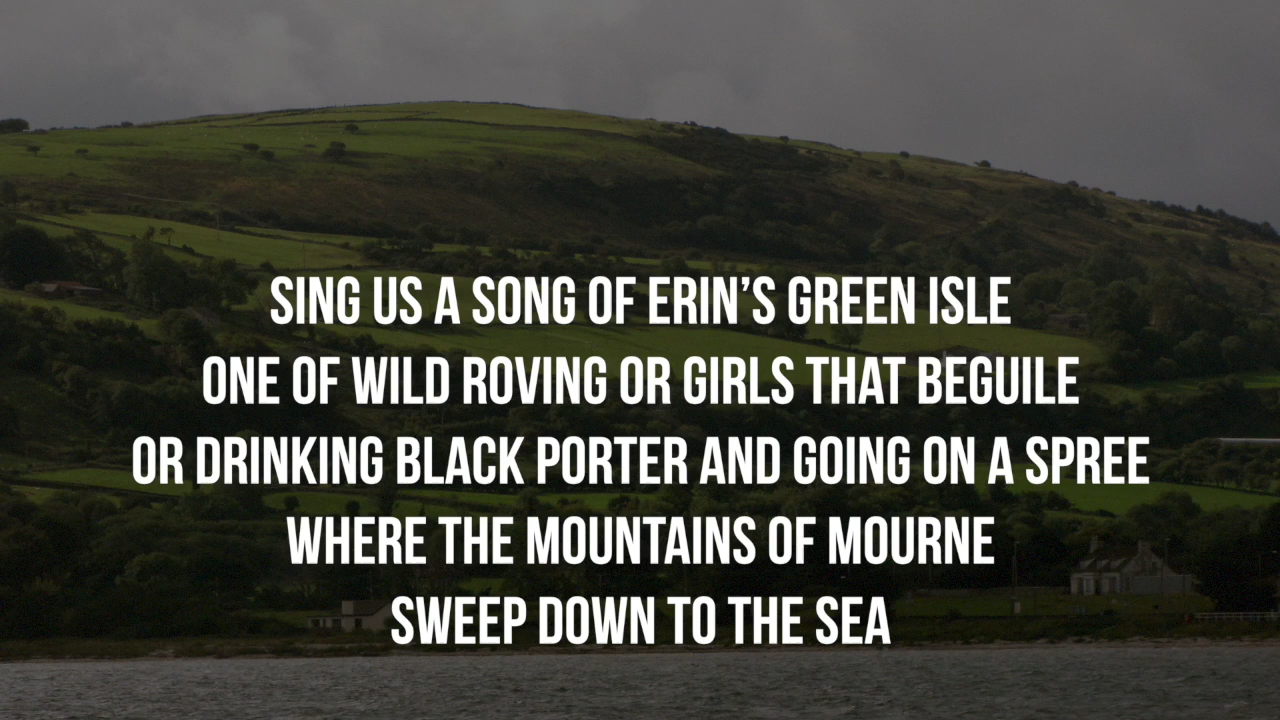 SING US A SONG OF ERIN’S GREEN ISLE
ONE OF WILD ROVING OR GIRLS THAT BEGUILE
OR DRINKING BLACK PORTER AND GOING ON A SPREE
WHERE THE MOUNTAINS OF MOURNE
SWEEP DOWN TO THE SEA